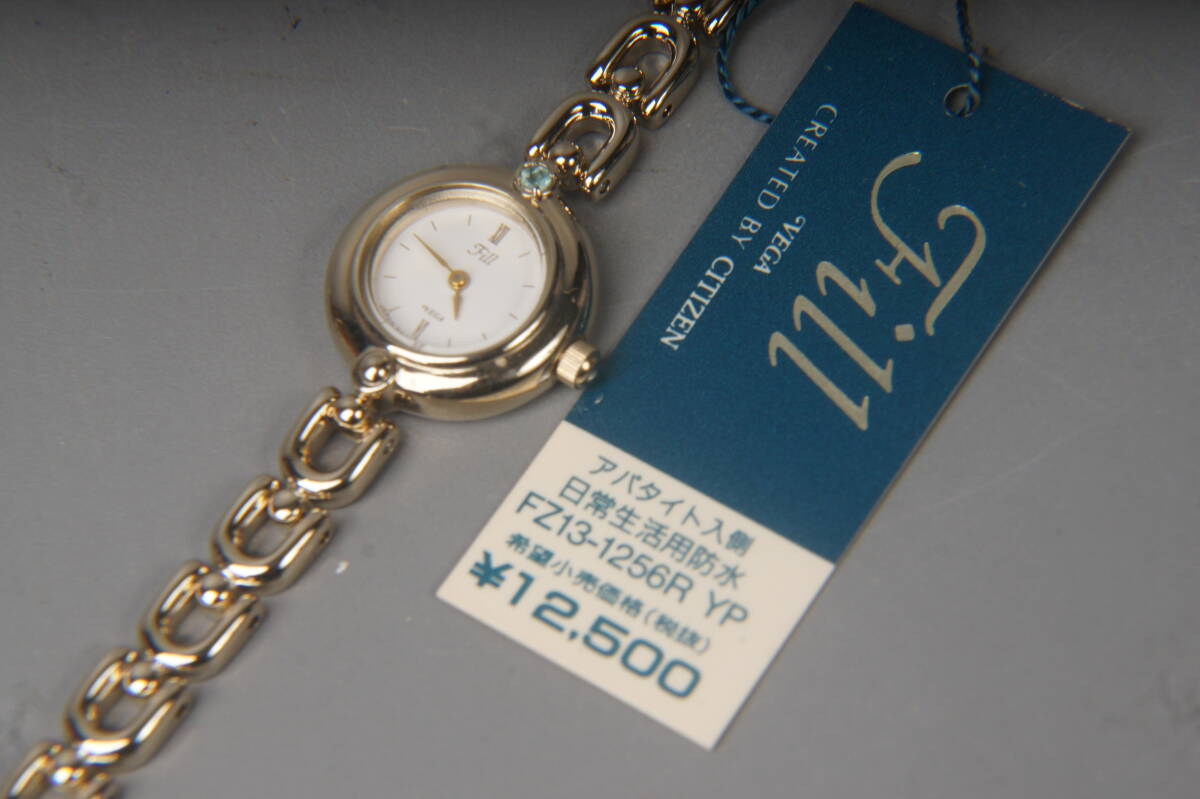 Fill
VEGA
Fill
VEGA
CREATED BY CITIZEN
アパタイト入側
日常生活用防水
FZ13-1256R YP
希望小売価格(税抜)
¥12,500